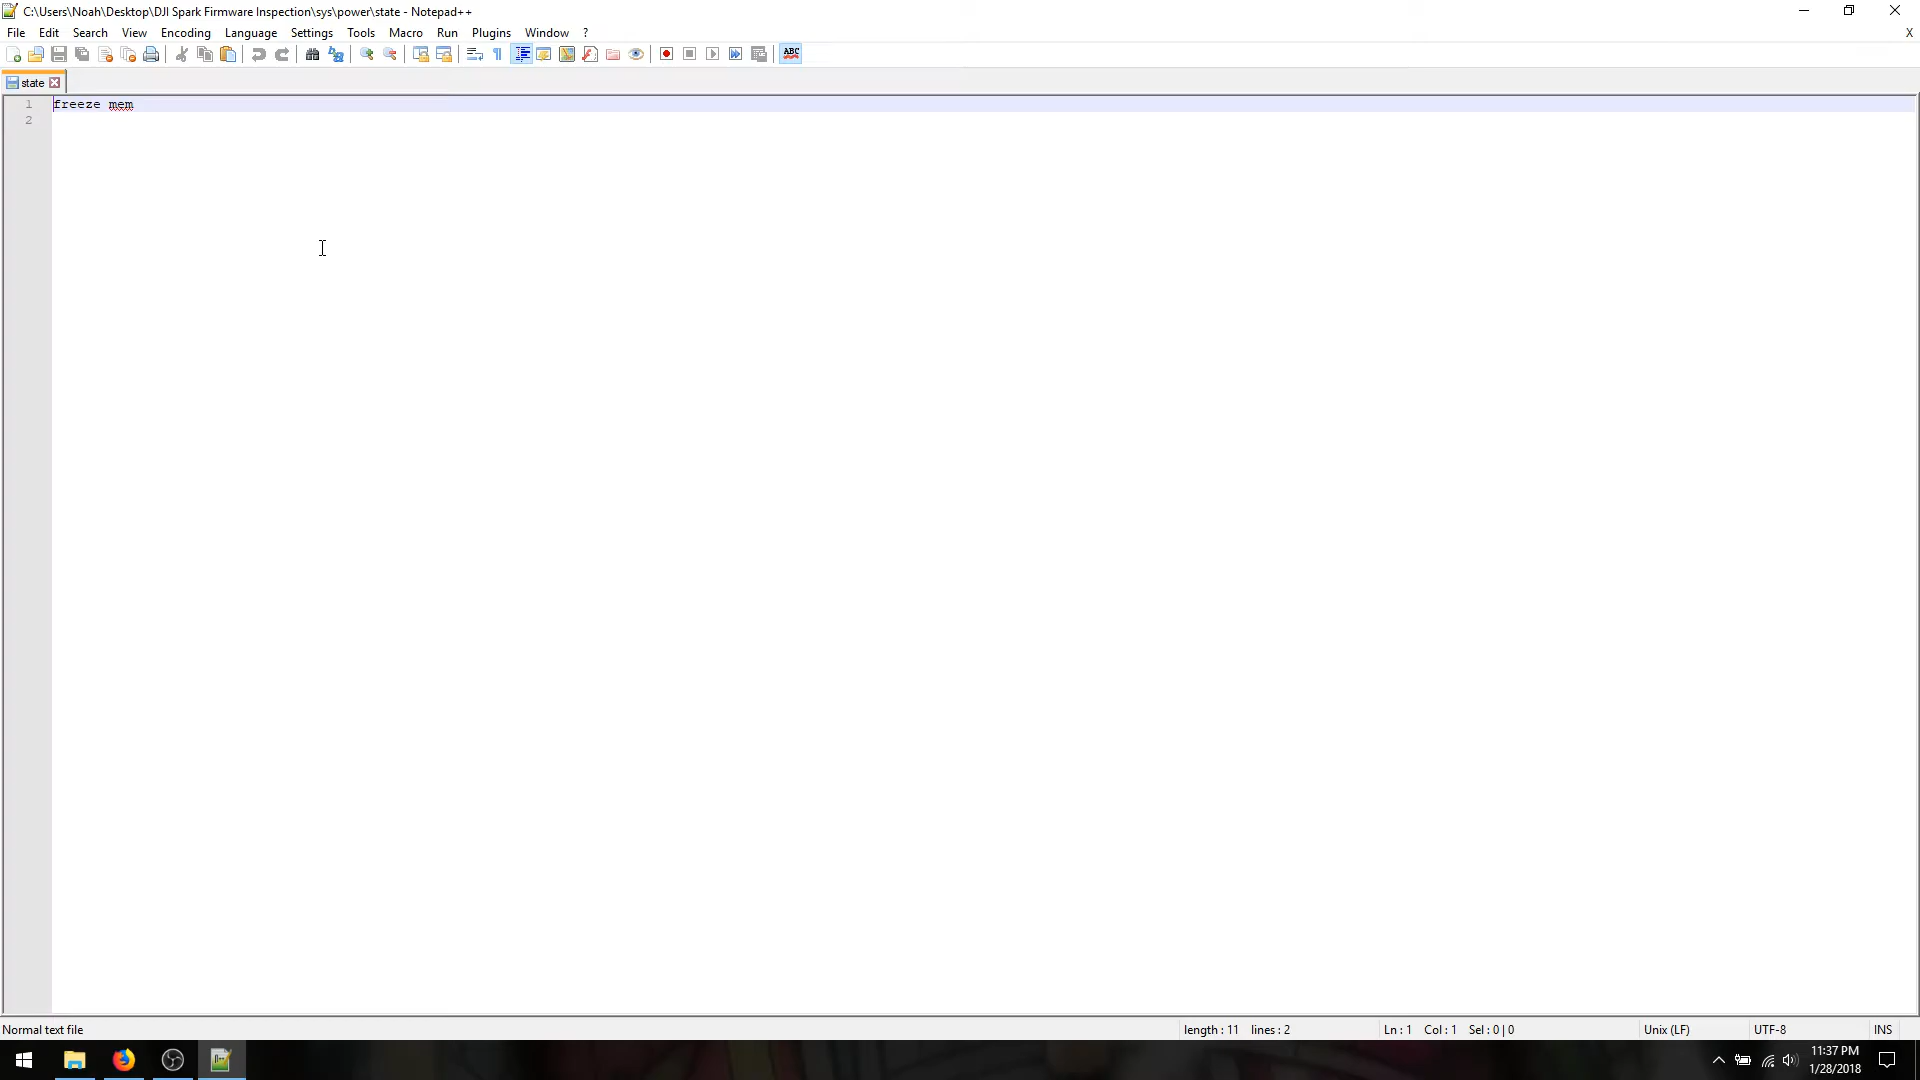 C:\Users\Noah\Desktop\DJI Spark Firmware Inspection\sys\power\state - Notepad++
File Edit Search View Encoding Language Settings Tools Macro Run Plugins Window ? X
ABC
state
1 freeze mem
2
Normal text file length : 11 lines : 2 Ln : 1 Col : 1 Sel : 0 | 0 Unix (LF) UTF-8 INS
11:37 PM
1/28/2018